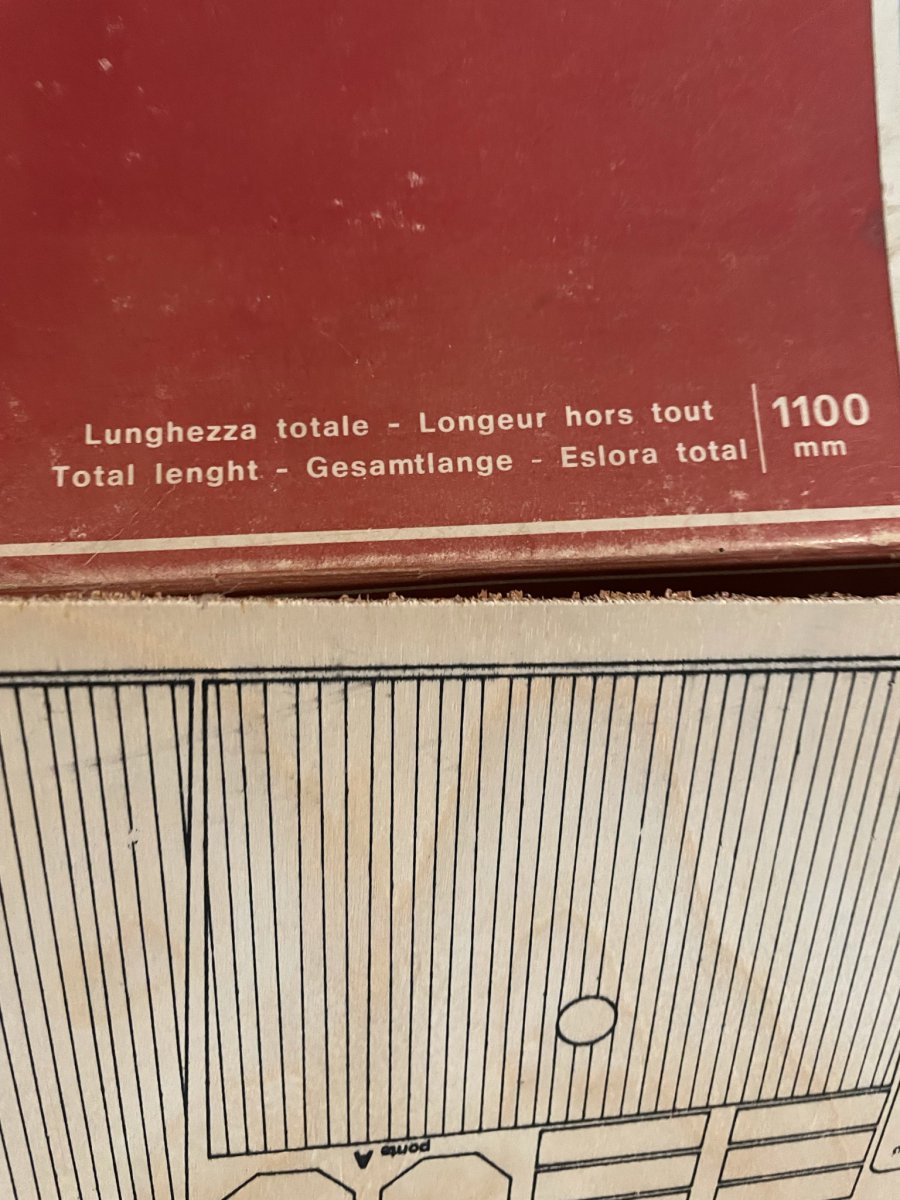 Lunghezza totale - Longeur hors tout
Total lenght - Gesamtlange - Eslora total
1100
mm
ponte A